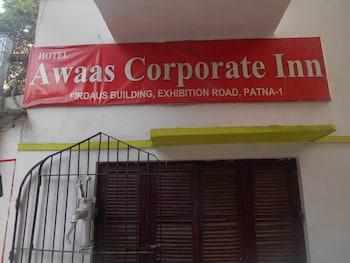 HOTEL
Awaas Corporate Inn
FIRDAUS BUILDING, EXHIBITION ROAD, PATNA-1